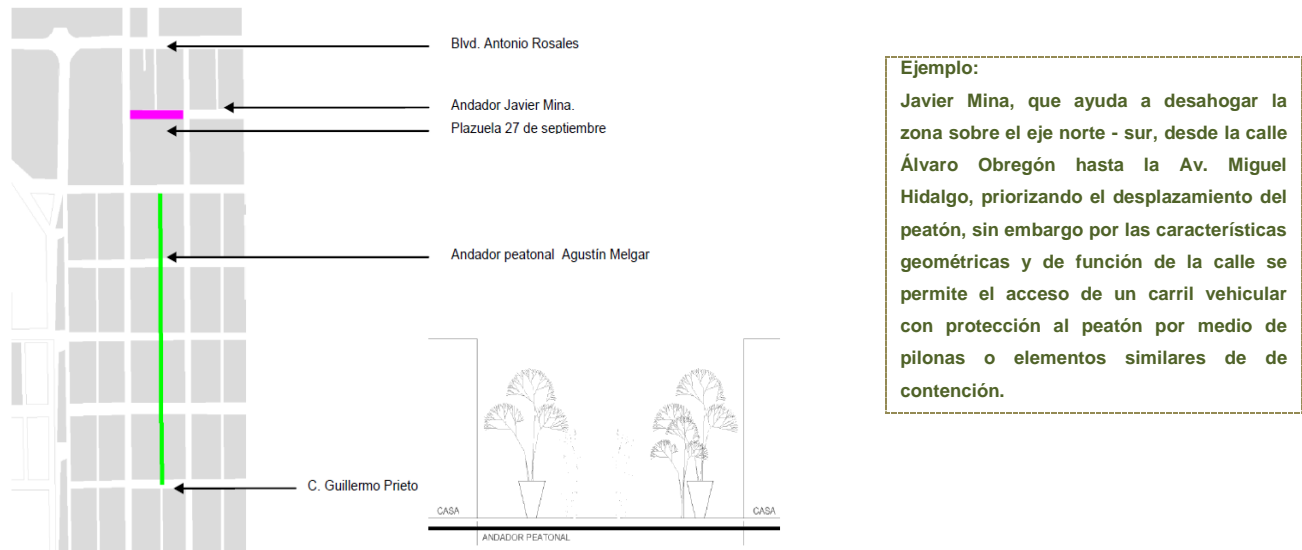 Blvd. Antonio Rosales
Andador Javier Mina.
Plazuela 27 de septiembre
Andador peatonal Agustín Melgar
C. Guillermo Prieto
CASA
CASA
ANDADOR PEATONAL
Ejemplo:
Javier Mina, que ayuda a desahogar la
zona sobre el eje norte - sur, desde la calle
Álvaro Obregón hasta la Av. Miguel
Hidalgo, priorizando el desplazamiento del
peatón, sin embargo por las características
geométricas y de función de la calle se
permite el acceso de un carril vehicular
con protección al peatón por medio de
pilonas o elementos similares de de
contención.